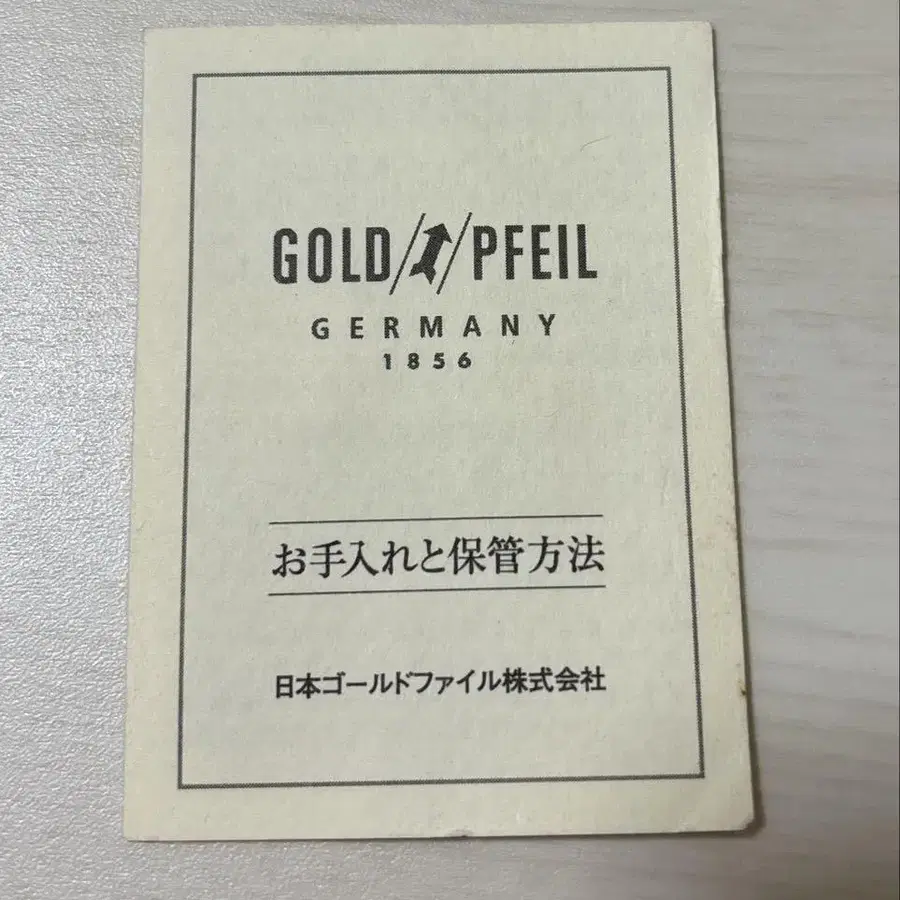 GOLD PFEIL
GERMANY
1856
お手入れと保管方法
日本ゴールドファイル株式会社